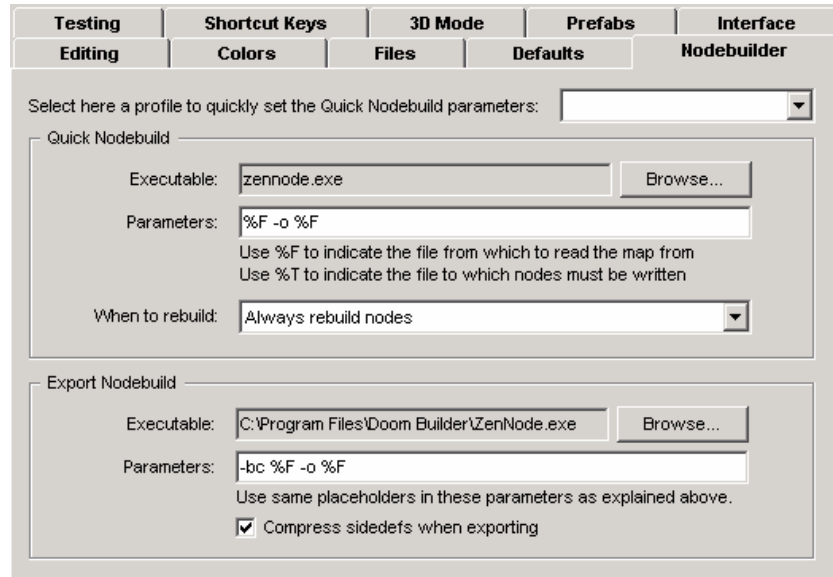 Testing Shortcut Keys 3D Mode Prefabs Interface
Editing Colors Files Defaults Nodebuilder
Select here a profile to quickly set the Quick Nodebuild parameters:
Quick Nodebuild
Executable: zennode.exe Browse...
Parameters: %F -o %F
Use %F to indicate the file from which to read the map from
Use %T to indicate the file to which nodes must be written
When to rebuild: Always rebuild nodes
Export Nodebuild
Executable: C:\Program Files\Doom Builder\ZenNode.exe Browse...
Parameters: -bc %F -o %F
Use same placeholders in these parameters as explained above.
Compress sidedefs when exporting